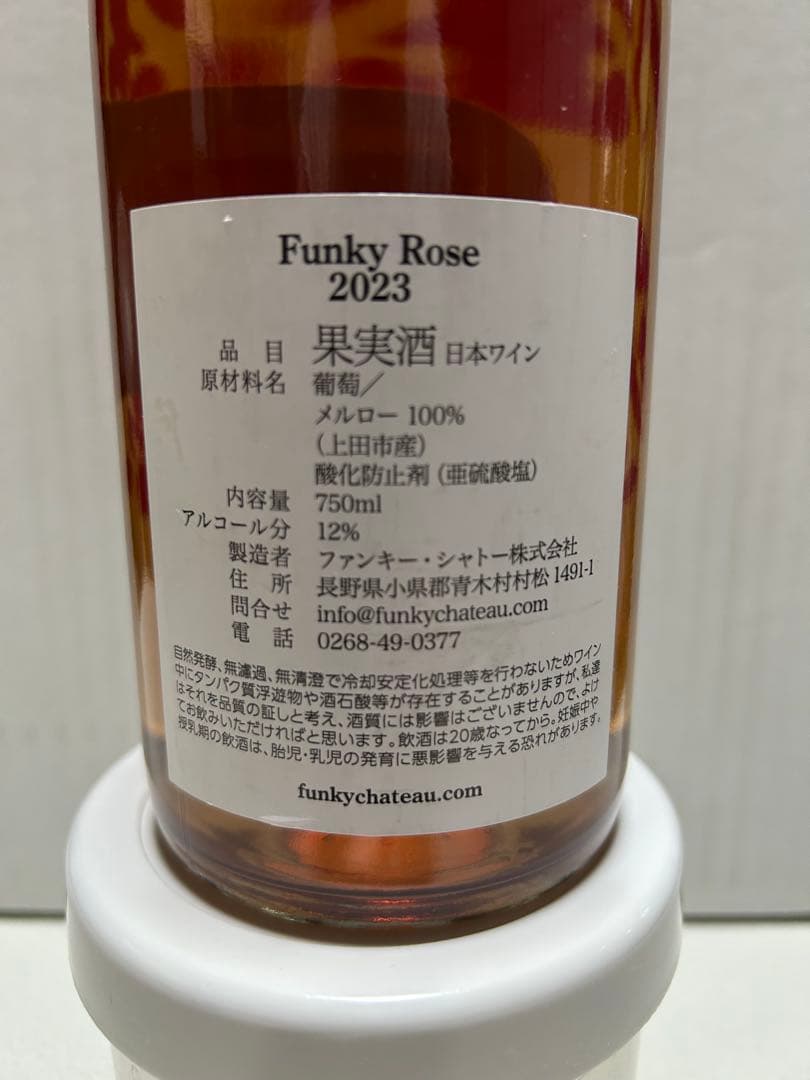 Funky Rose
2023
品 目 果実酒 日本ワイン
原材料名 葡萄／
メルロー 100%
（上田市産）
酸化防止剤（亜硫酸塩）
内容量 750ml
アルコール分 12%
製造者 ファンキー・シャトー株式会社
住 所 長野県小県郡青木村村松 1491-1
問合せ info@funkychateau.com
電 話 0268-49-0377
自然発酵、無濾過、無清澄で冷却安定化処理等を行わないためワイン
中にタンパク質浮遊物や酒石酸等が存在することがありますが、私達
はそれを品質の証しと考え、酒質には影響はございませんので、よけ
てお飲みいただければと思います。飲酒は20歳なってから。妊娠中や
授乳期の飲酒は、胎児・乳児の発育に悪影響を与える恐れがあります。
funkychateau.com